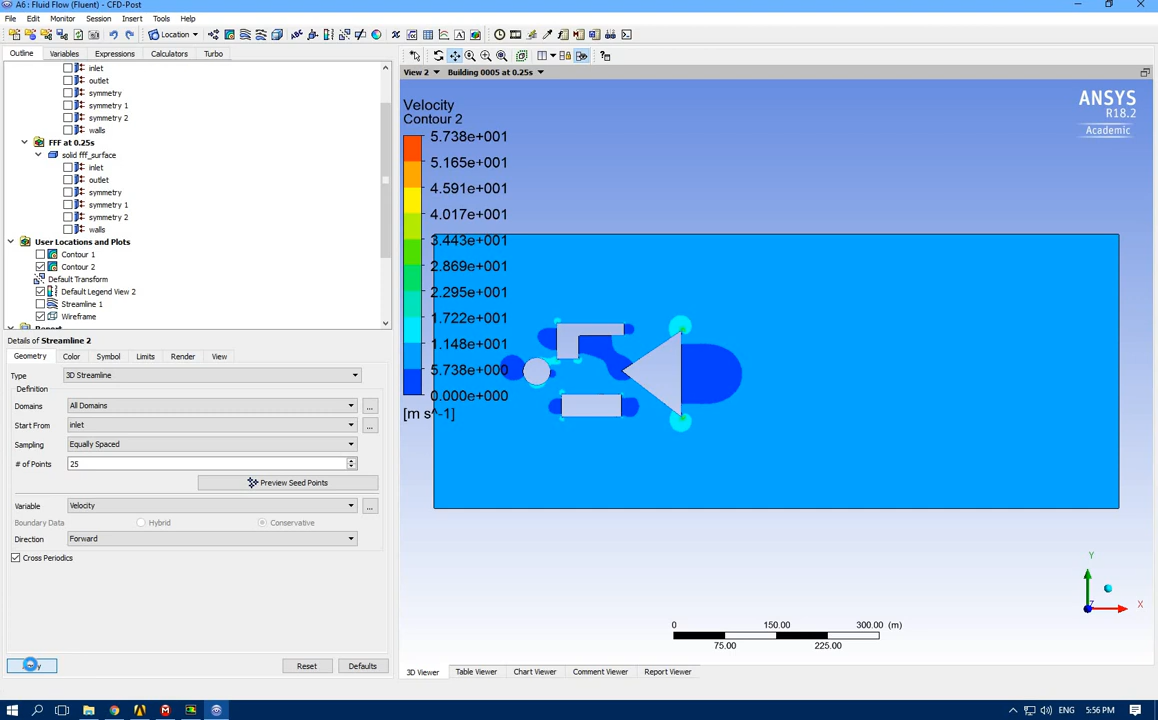 A6 : Fluid Flow (Fluent) - CFD-Post
File Edit Monitor Session Insert Tools Help
Location
Outline Variables Expressions Calculators Turbo
View 2 Building 0005 at 0.25s
inlet
outlet
symmetry
symmetry 1
symmetry 2
walls
FFF at 0.25s
solid fff_surface
inlet
outlet
symmetry
symmetry 1
symmetry 2
walls
User Locations and Plots
Contour 1
Contour 2
Default Transform
Default Legend View 2
Streamline 1
Wireframe
Report
Details of Streamline 2
Geometry Color Symbol Limits Render View
Type 3D Streamline
Definition
Domains All Domains ...
Start From inlet ...
Sampling Equally Spaced
# of Points 25
Preview Seed Points
Variable Velocity ...
Boundary Data Hybrid Conservative
Direction Forward
Cross Periodics
Reset Defaults
Velocity
Contour 2
5.738e+001
5.165e+001
4.591e+001
4.017e+001
3.443e+001
2.869e+001
2.295e+001
1.722e+001
1.148e+001
5.738e+000
0.000e+000
[m s^-1]
ANSYS
R18.2
Academic
Y
X
Z
0 150.00 300.00 (m)
75.00 225.00
3D Viewer Table Viewer Chart Viewer Comment Viewer Report Viewer
ENG 5:56 PM